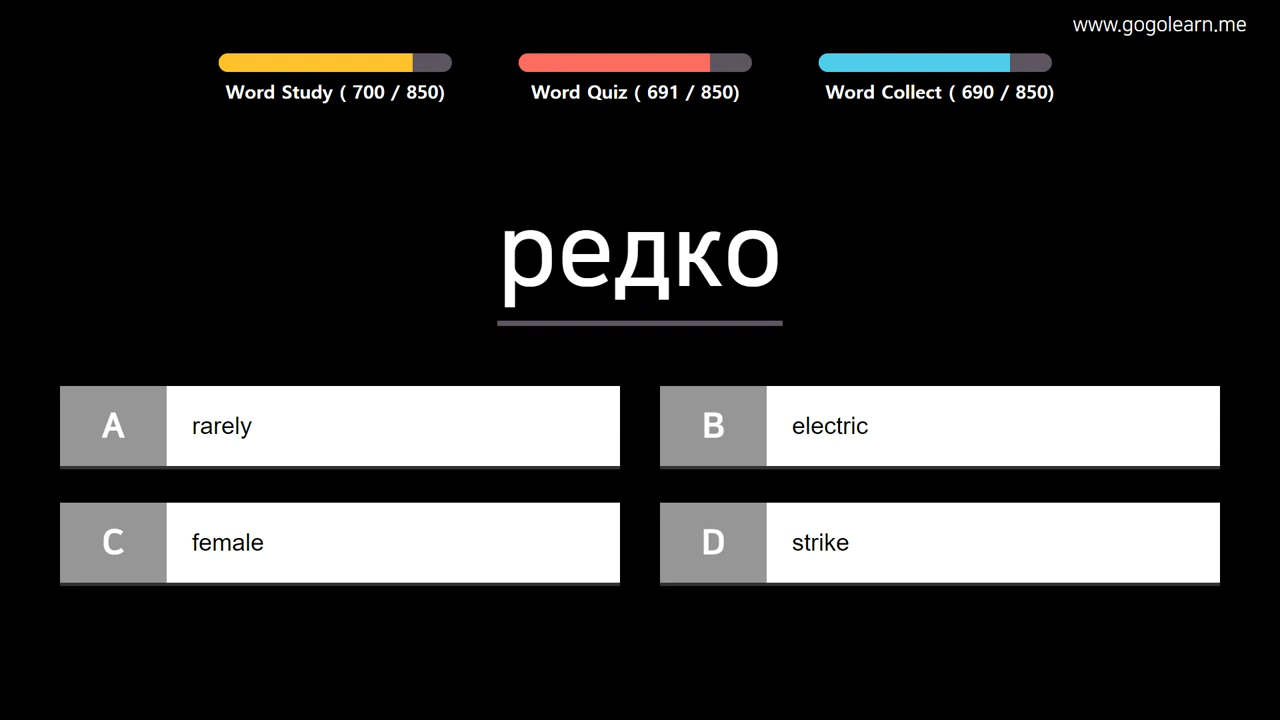 www.gogolearn.me
Word Study ( 700 / 850)
Word Quiz ( 691 / 850)
Word Collect ( 690 / 850)
редко
A rarely
B electric
C female
D strike